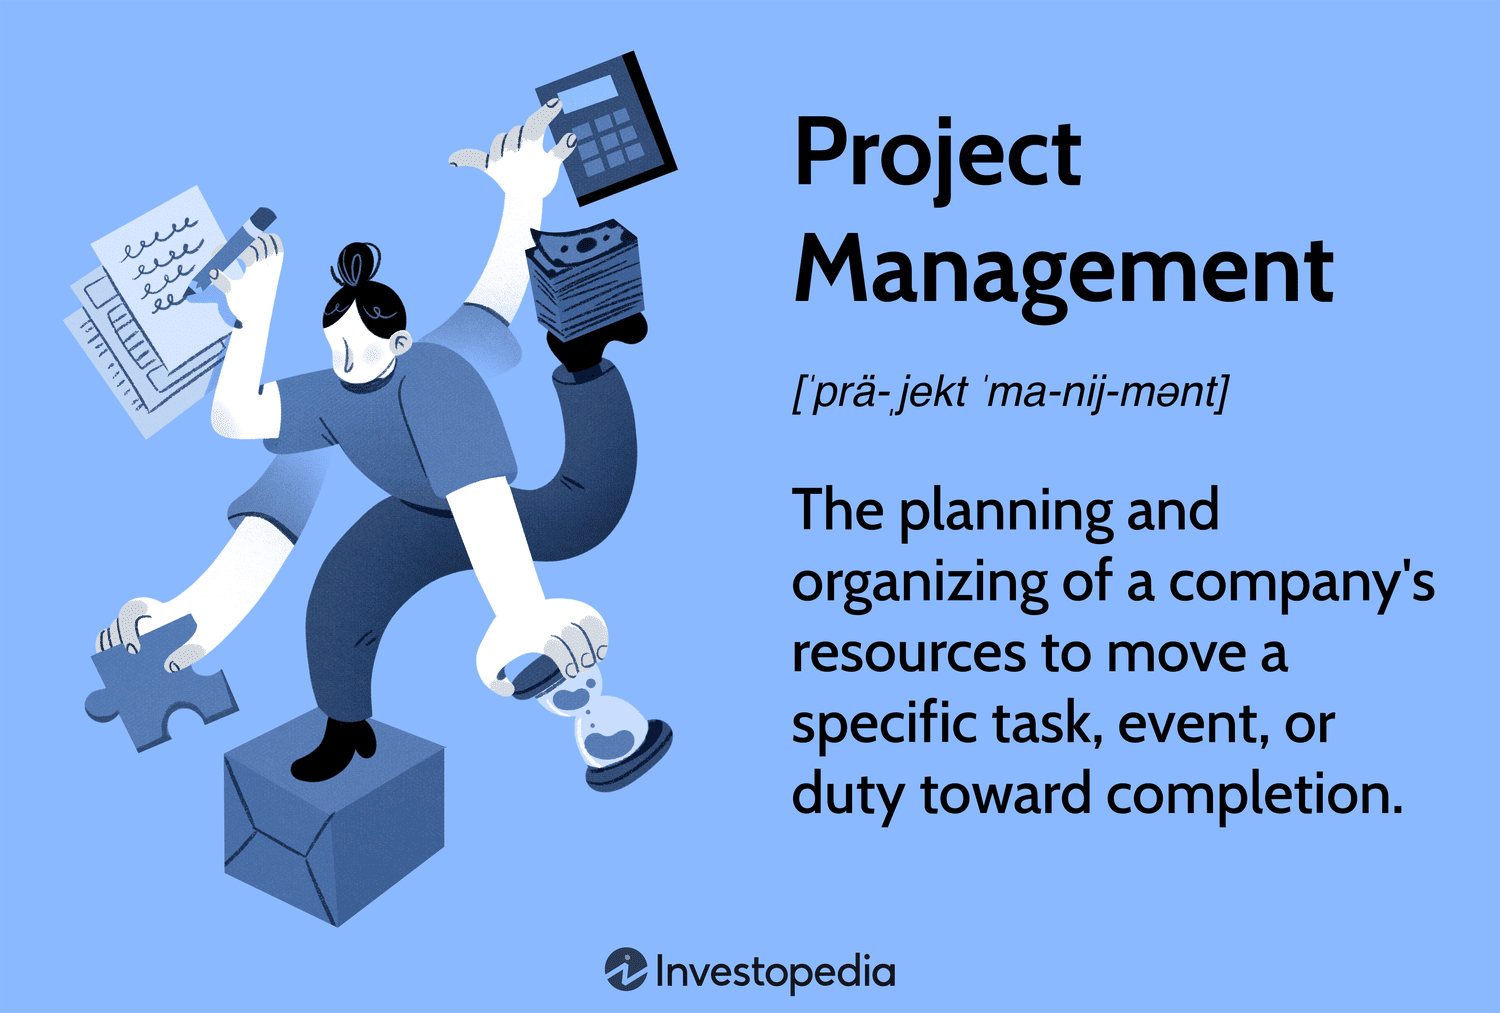 Project
Management
[ˈprä-ˌjekt ˈma-nij-mənt]
The planning and
organizing of a company's
resources to move a
specific task, event, or
duty toward completion.
Investopedia